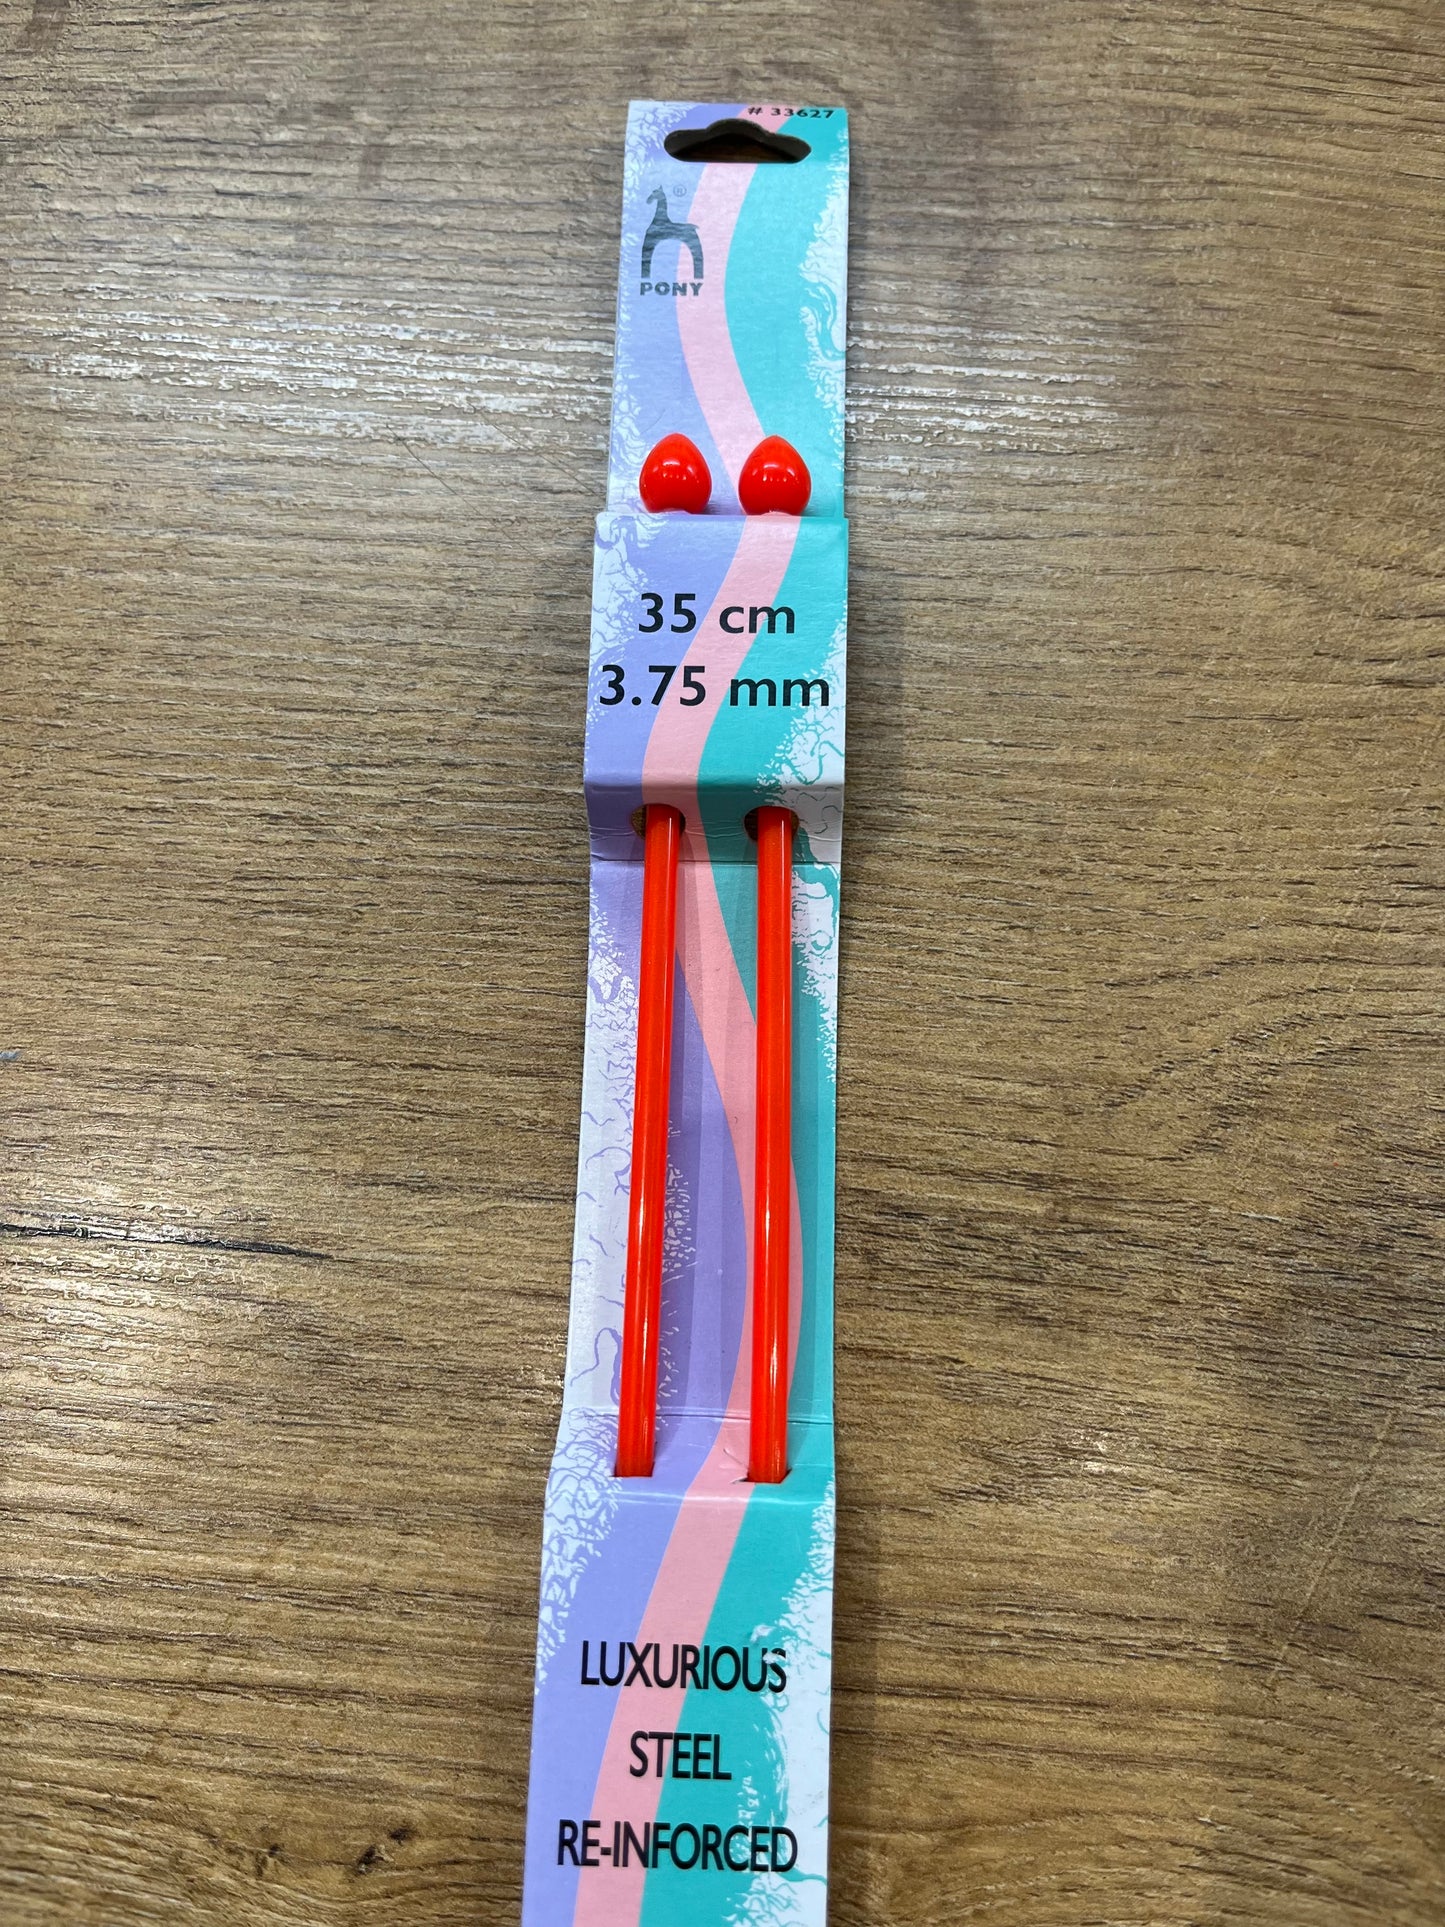 # 33627
®
PONY
35 cm
3.75 mm
LUXURIOUS
STEEL
RE-INFORCED